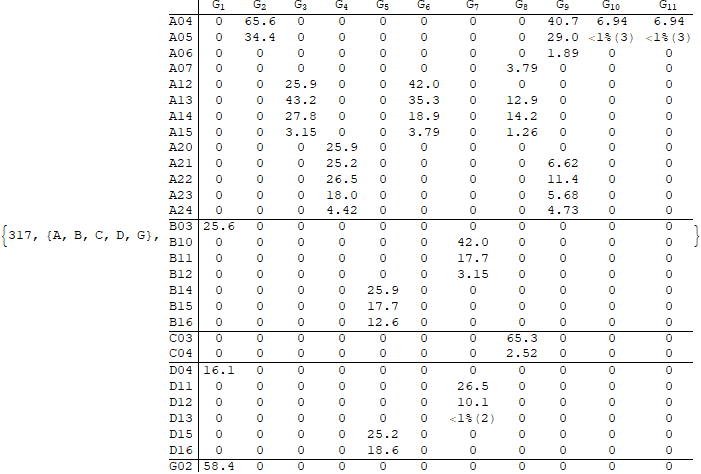 G1 G2 G3 G4 G5 G6 G7 G8 G9 G10 G11
A04 0 65.6 0 0 0 0 0 0 40.7 6.94 6.94
A05 0 34.4 0 0 0 0 0 0 29.0 <1%(3) <1%(3)
A06 0 0 0 0 0 0 0 0 1.89 0 0
A07 0 0 0 0 0 0 0 3.79 0 0 0
A12 0 0 25.9 0 0 42.0 0 0 0 0 0
A13 0 0 43.2 0 0 35.3 0 12.9 0 0 0
A14 0 0 27.8 0 0 18.9 0 14.2 0 0 0
A15 0 0 3.15 0 0 3.79 0 1.26 0 0 0
A20 0 0 0 25.9 0 0 0 0 0 0 0
A21 0 0 0 25.2 0 0 0 0 6.62 0 0
A22 0 0 0 26.5 0 0 0 0 11.4 0 0
A23 0 0 0 18.0 0 0 0 0 5.68 0 0
A24 0 0 0 4.42 0 0 0 0 4.73 0 0
{317, {A, B, C, D, G}, B03 25.6 0 0 0 0 0 0 0 0 0 0 }
B10 0 0 0 0 0 0 42.0 0 0 0 0
B11 0 0 0 0 0 0 17.7 0 0 0 0
B12 0 0 0 0 0 0 3.15 0 0 0 0
B14 0 0 0 0 25.9 0 0 0 0 0 0
B15 0 0 0 0 17.7 0 0 0 0 0 0
B16 0 0 0 0 12.6 0 0 0 0 0 0
C03 0 0 0 0 0 0 0 65.3 0 0 0
C04 0 0 0 0 0 0 0 2.52 0 0 0
D04 16.1 0 0 0 0 0 0 0 0 0 0
D11 0 0 0 0 0 0 26.5 0 0 0 0
D12 0 0 0 0 0 0 10.1 0 0 0 0
D13 0 0 0 0 0 0 <1%(2) 0 0 0 0
D15 0 0 0 0 25.2 0 0 0 0 0 0
D16 0 0 0 0 18.6 0 0 0 0 0 0
G02 58.4 0 0 0 0 0 0 0 0 0 0